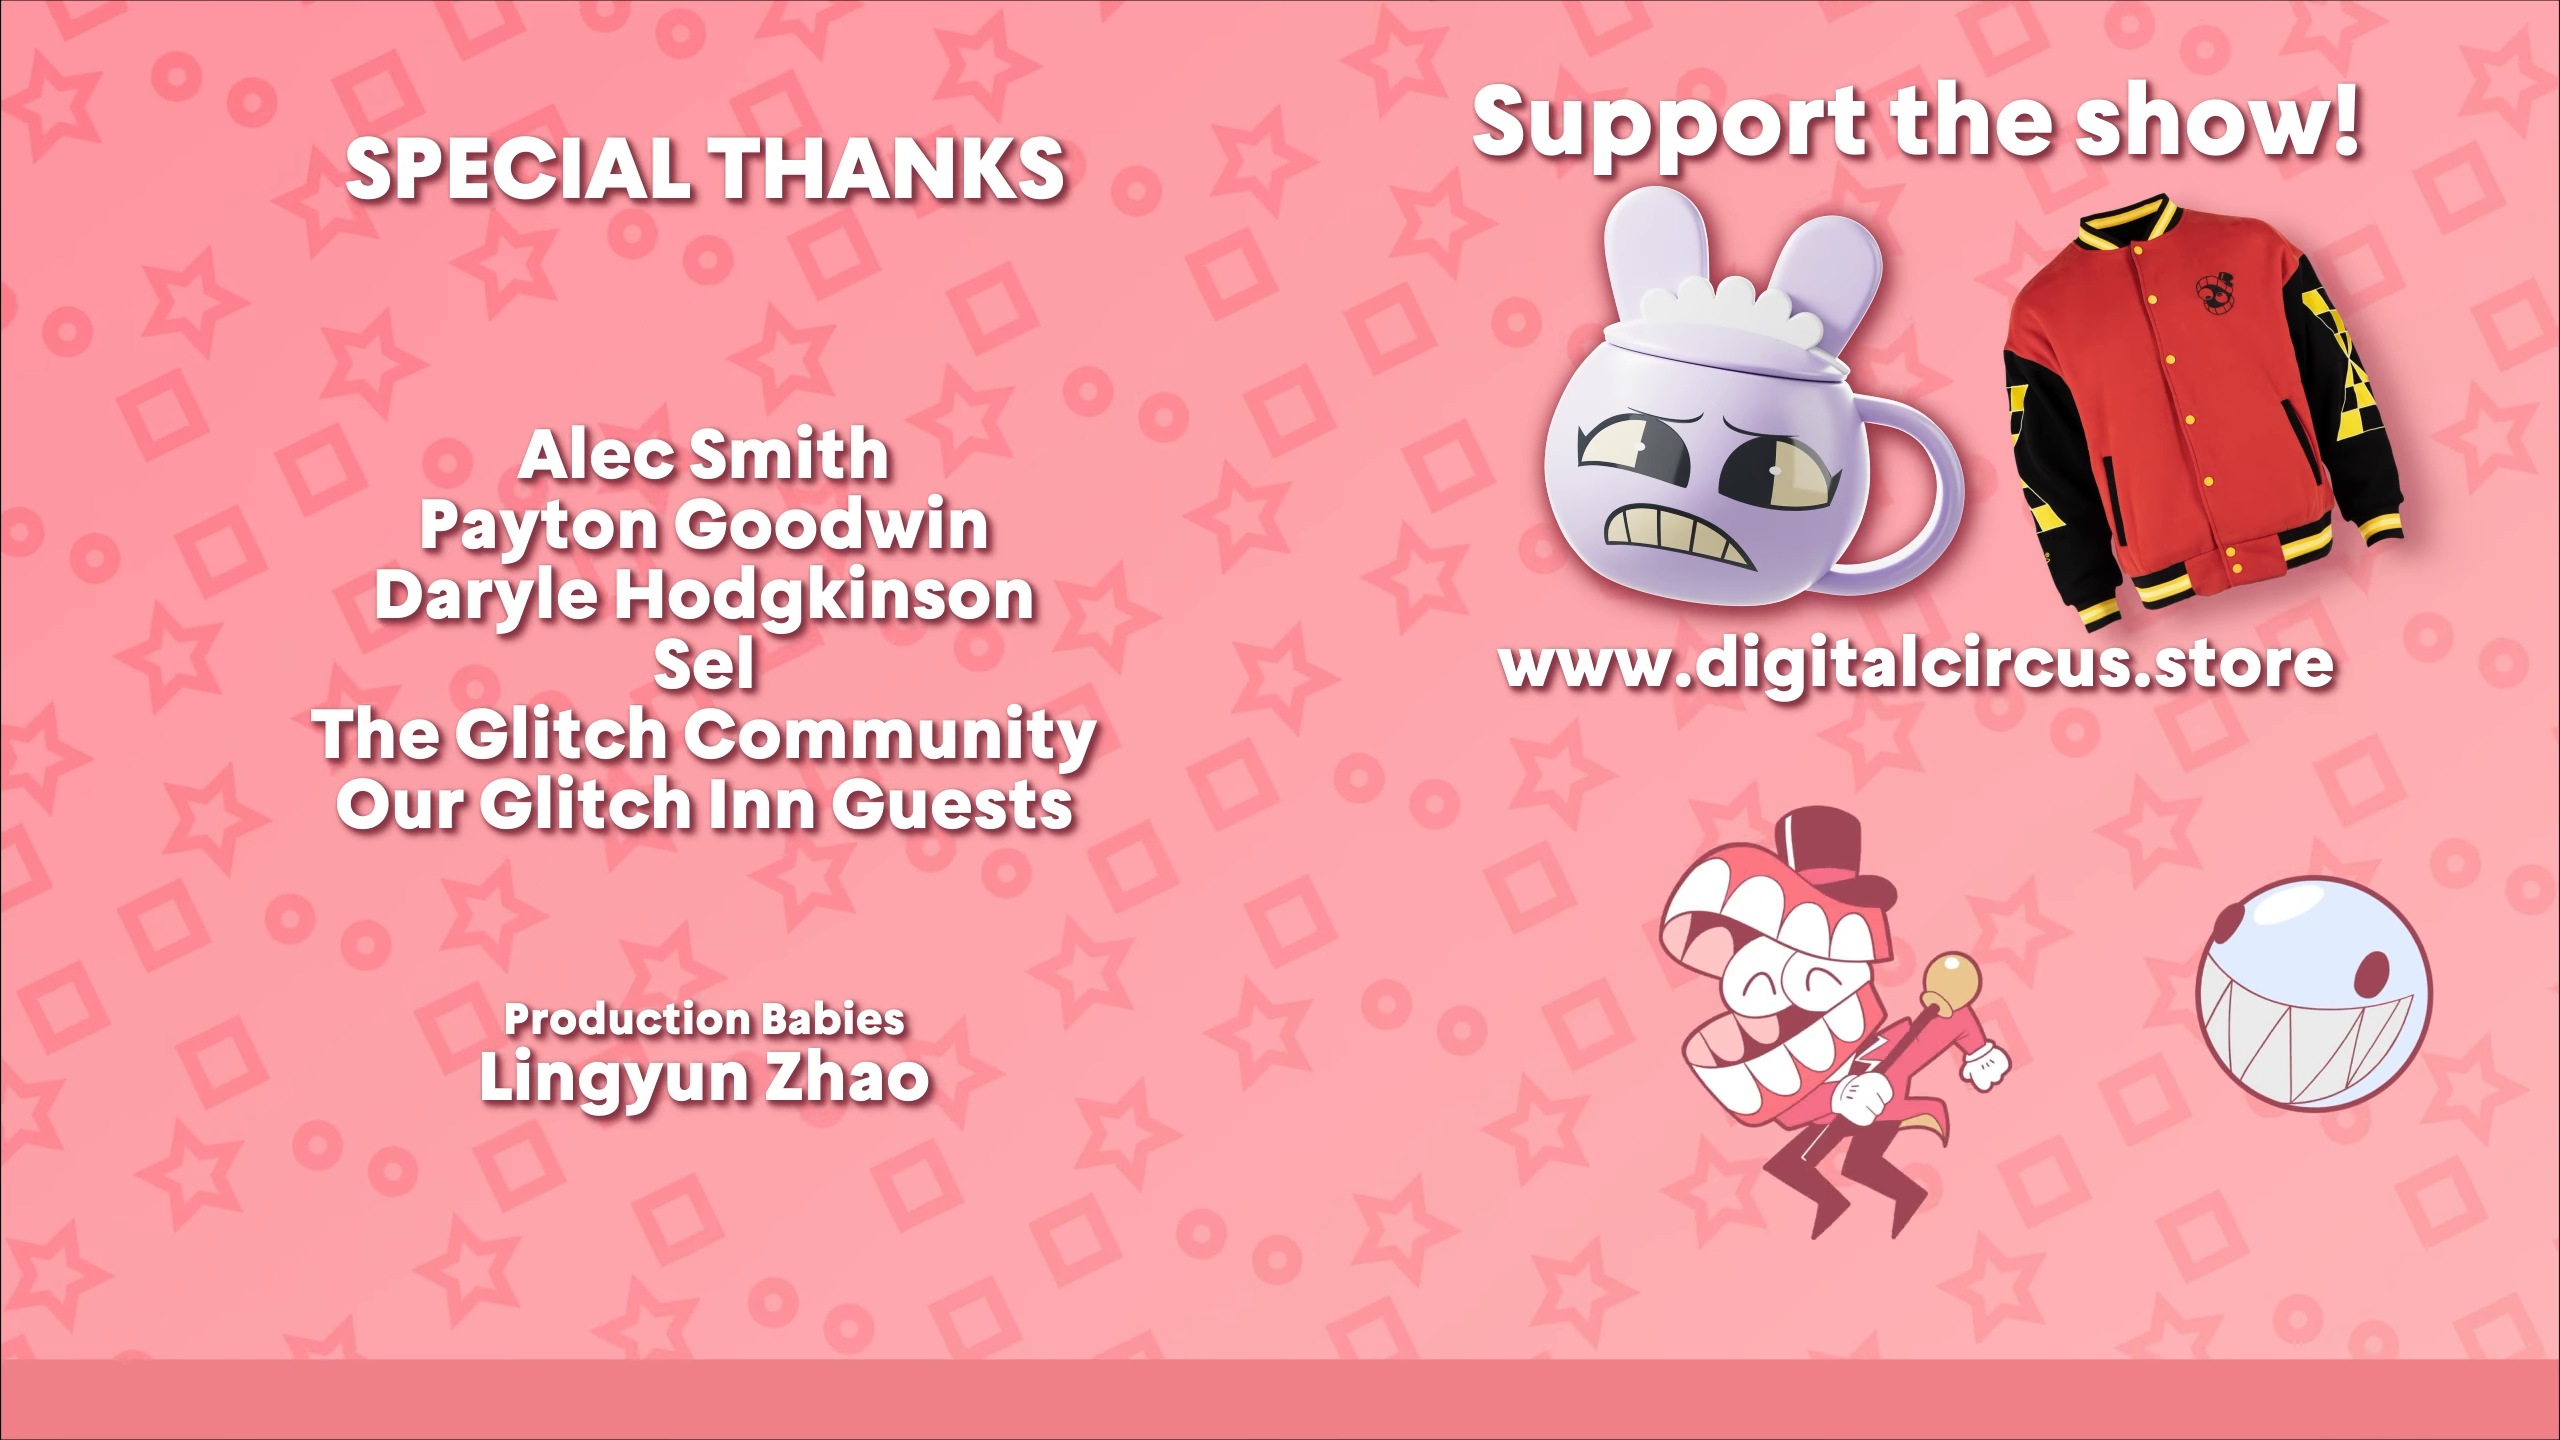 SPECIAL THANKS
Alec Smith
Payton Goodwin
Daryle Hodgkinson
Sel
The Glitch Community
Our Glitch Inn Guests
Production Babies
Lingyun Zhao
Support the show!
www.digitalcircus.store